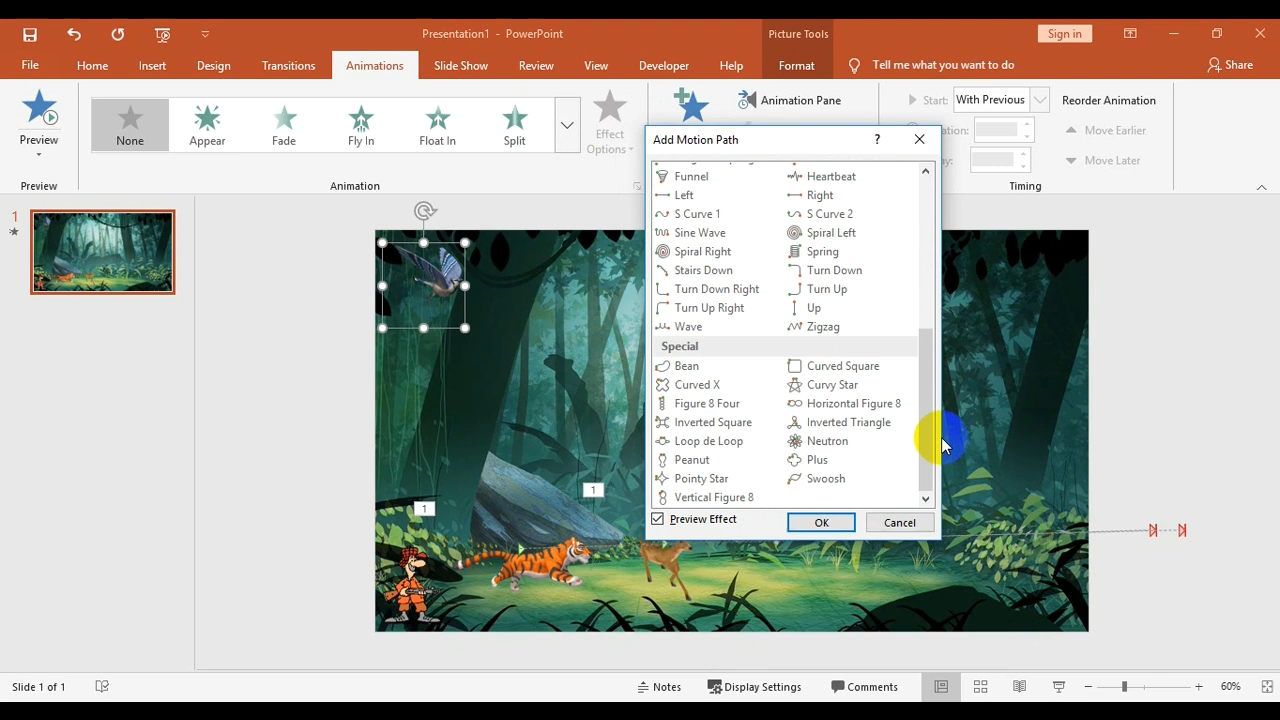 Presentation1 - PowerPoint
Picture Tools
Sign in
File Home Insert Design Transitions Animations Slide Show Review View Developer Help Format Tell me what you want to do Share
Preview
None Appear Fade Fly In Float In Split
Effect Options
Animation Pane
Start: With Previous
Reorder Animation
Move Earlier
Move Later
Preview
Animation
Timing
Add Motion Path
?
Funnel Heartbeat
Left Right
S Curve 1 S Curve 2
Sine Wave Spiral Left
Spiral Right Spring
Stairs Down Turn Down
Turn Down Right Turn Up
Turn Up Right Up
Wave Zigzag
Special
Bean Curved Square
Curved X Curvy Star
Figure 8 Four Horizontal Figure 8
Inverted Square Inverted Triangle
Loop de Loop Neutron
Peanut Plus
Pointy Star Swoosh
Vertical Figure 8
Preview Effect
OK
Cancel
1
1
1
Slide 1 of 1
Notes
Display Settings
Comments
60%